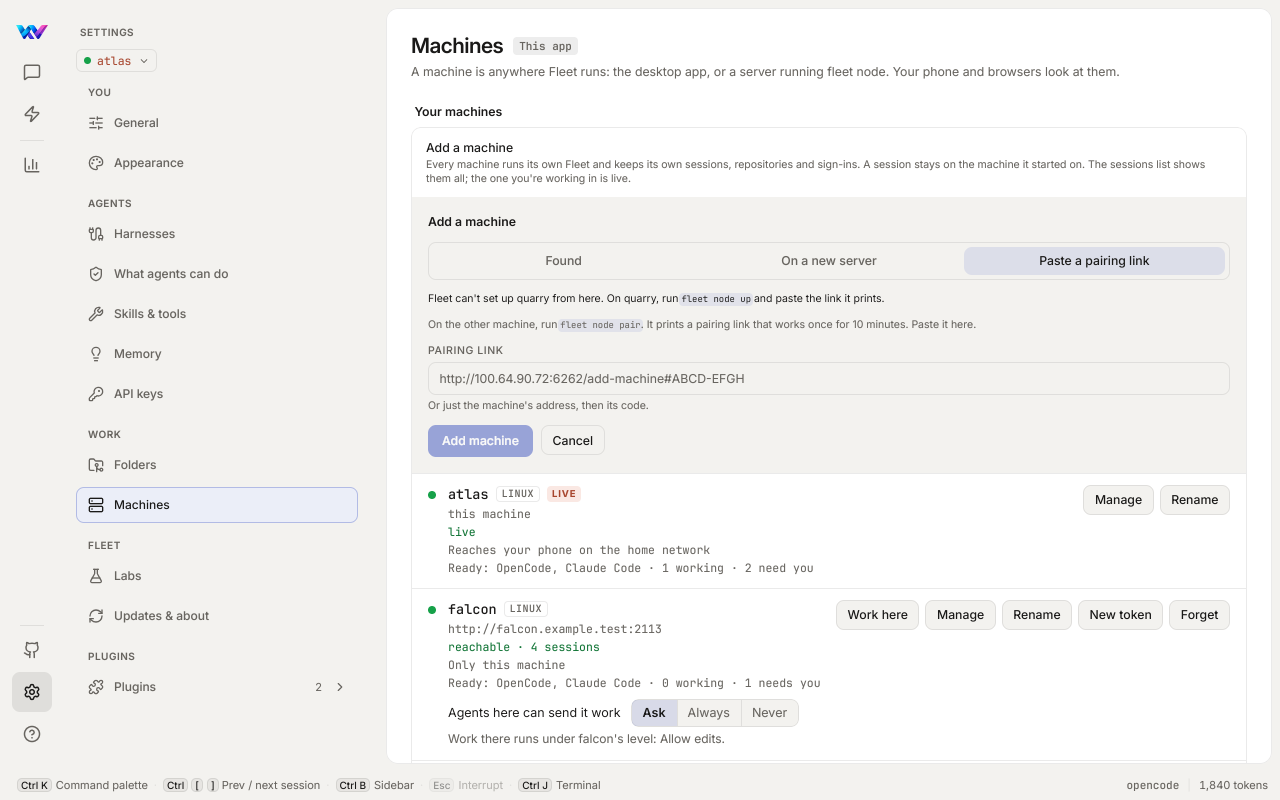 SETTINGS
atlas
YOU
General
Appearance
AGENTS
Harnesses
What agents can do
Skills & tools
Memory
API keys
WORK
Folders
Machines
FLEET
Labs
Updates & about
PLUGINS
Plugins 2
Machines This app
A machine is anywhere Fleet runs: the desktop app, or a server running fleet node. Your phone and browsers look at them.
Your machines
Add a machine
Every machine runs its own Fleet and keeps its own sessions, repositories and sign-ins. A session stays on the machine it started on. The sessions list shows
them all; the one you're working in is live.
Add a machine
Found On a new server Paste a pairing link
Fleet can't set up quarry from here. On quarry, run fleet node up and paste the link it prints.
On the other machine, run fleet node pair. It prints a pairing link that works once for 10 minutes. Paste it here.
PAIRING LINK
http://100.64.90.72:6262/add-machine#ABCD-EFGH
Or just the machine's address, then its code.
Add machine Cancel
atlas LINUX LIVE Manage Rename
this machine
live
Reaches your phone on the home network
Ready: OpenCode, Claude Code · 1 working · 2 need you
falcon LINUX Work here Manage Rename New token Forget
http://falcon.example.test:2113
reachable · 4 sessions
Only this machine
Ready: OpenCode, Claude Code · 0 working · 1 needs you
Agents here can send it work Ask Always Never
Work there runs under falcon's level: Allow edits.
Ctrl K Command palette · Ctrl [ ] Prev / next session · Ctrl B Sidebar · Esc Interrupt · Ctrl J Terminal opencode 1,840 tokens